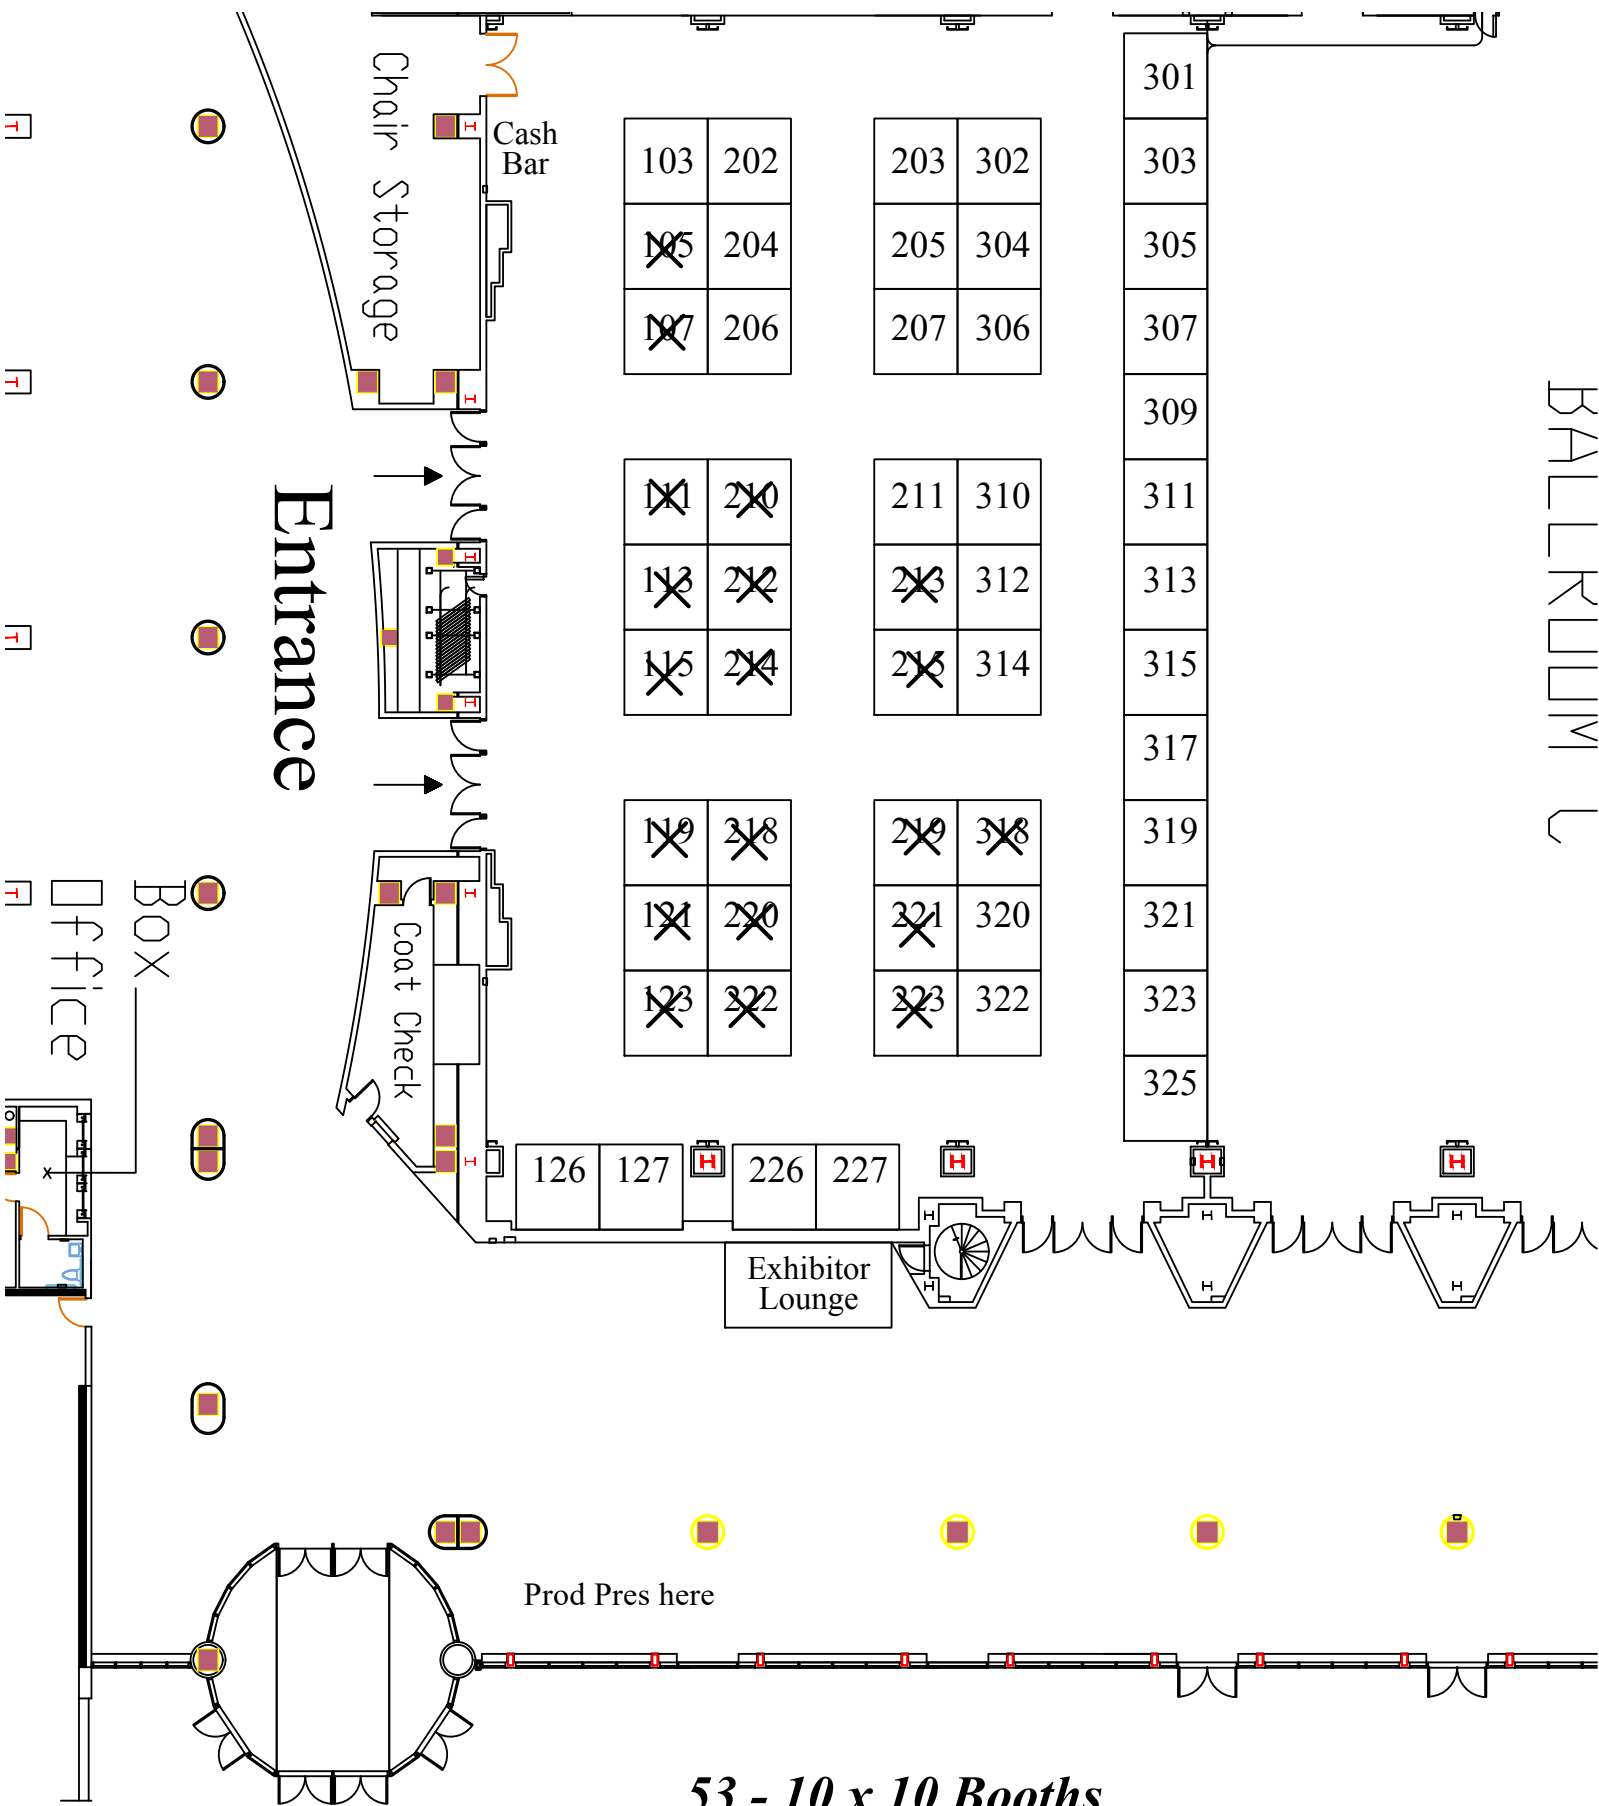 Chair Storage
Cash
Bar
301
103 202 203 302 303
105 204 205 304 305
107 206 207 306 307
309
111 210 211 310 311
113 212 213 312 313
115 214 215 314 315
317
119 218 219 318 319
121 220 221 320 321
123 222 223 322 323
325
126 127 226 227
Entrance
BALLROOM C
Box
Office
Coat Check
Exhibitor
Lounge
Prod Pres here
53 - 10 x 10 Booths